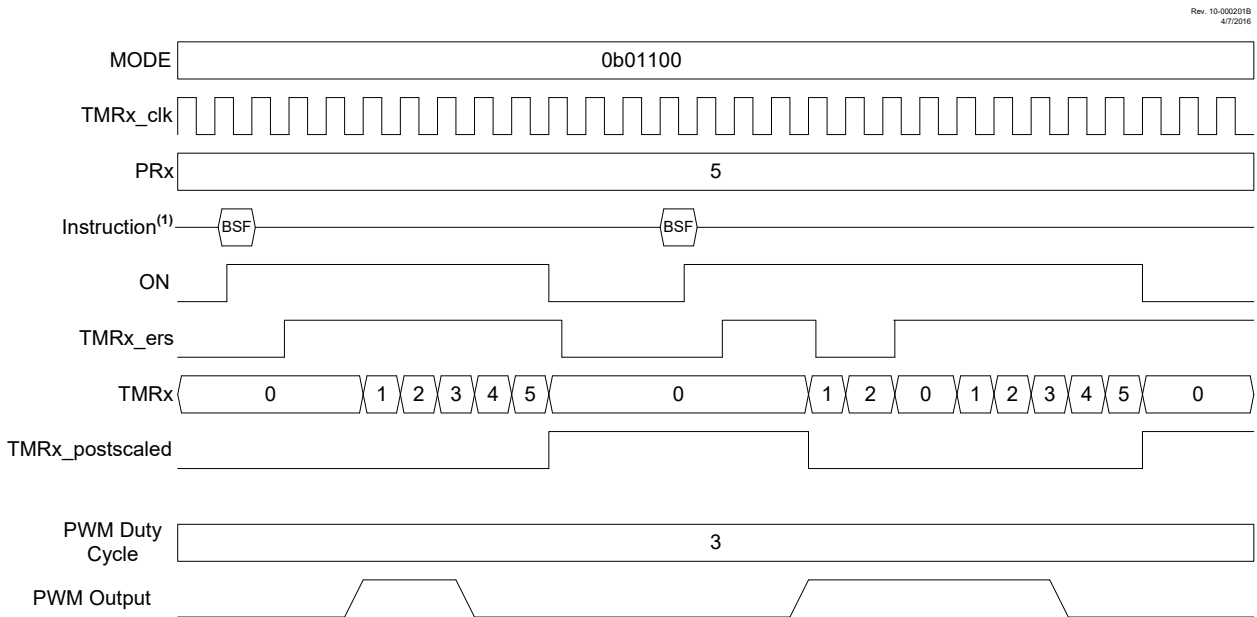 Rev. 10-000201B
4/7/2016
MODE 0b01100
TMRx_clk
PRx 5
Instruction(1) BSF BSF
ON
TMRx_ers
TMRx 0 1 2 3 4 5 0 1 2 0 1 2 3 4 5 0
TMRx_postscaled
PWM Duty
Cycle 3
PWM Output